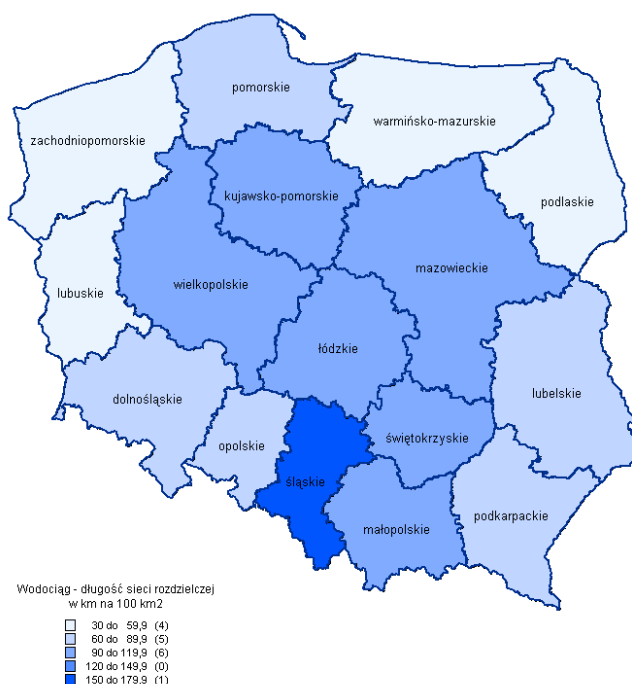 pomorskie
warmińsko-mazurskie
zachodniopomorskie
kujawsko-pomorskie
podlaskie
mazowieckie
wielkopolskie
lubuskie
łódzkie
lubelskie
dolnośląskie
świętokrzyskie
opolskie
śląskie
podkarpackie
małopolskie
Wodociąg - długość sieci rozdzielczej
w km na 100 km2
30 do 59,9 (4)
60 do 89,9 (5)
90 do 119,9 (6)
120 do 149,9 (0)
150 do 179,9 (1)